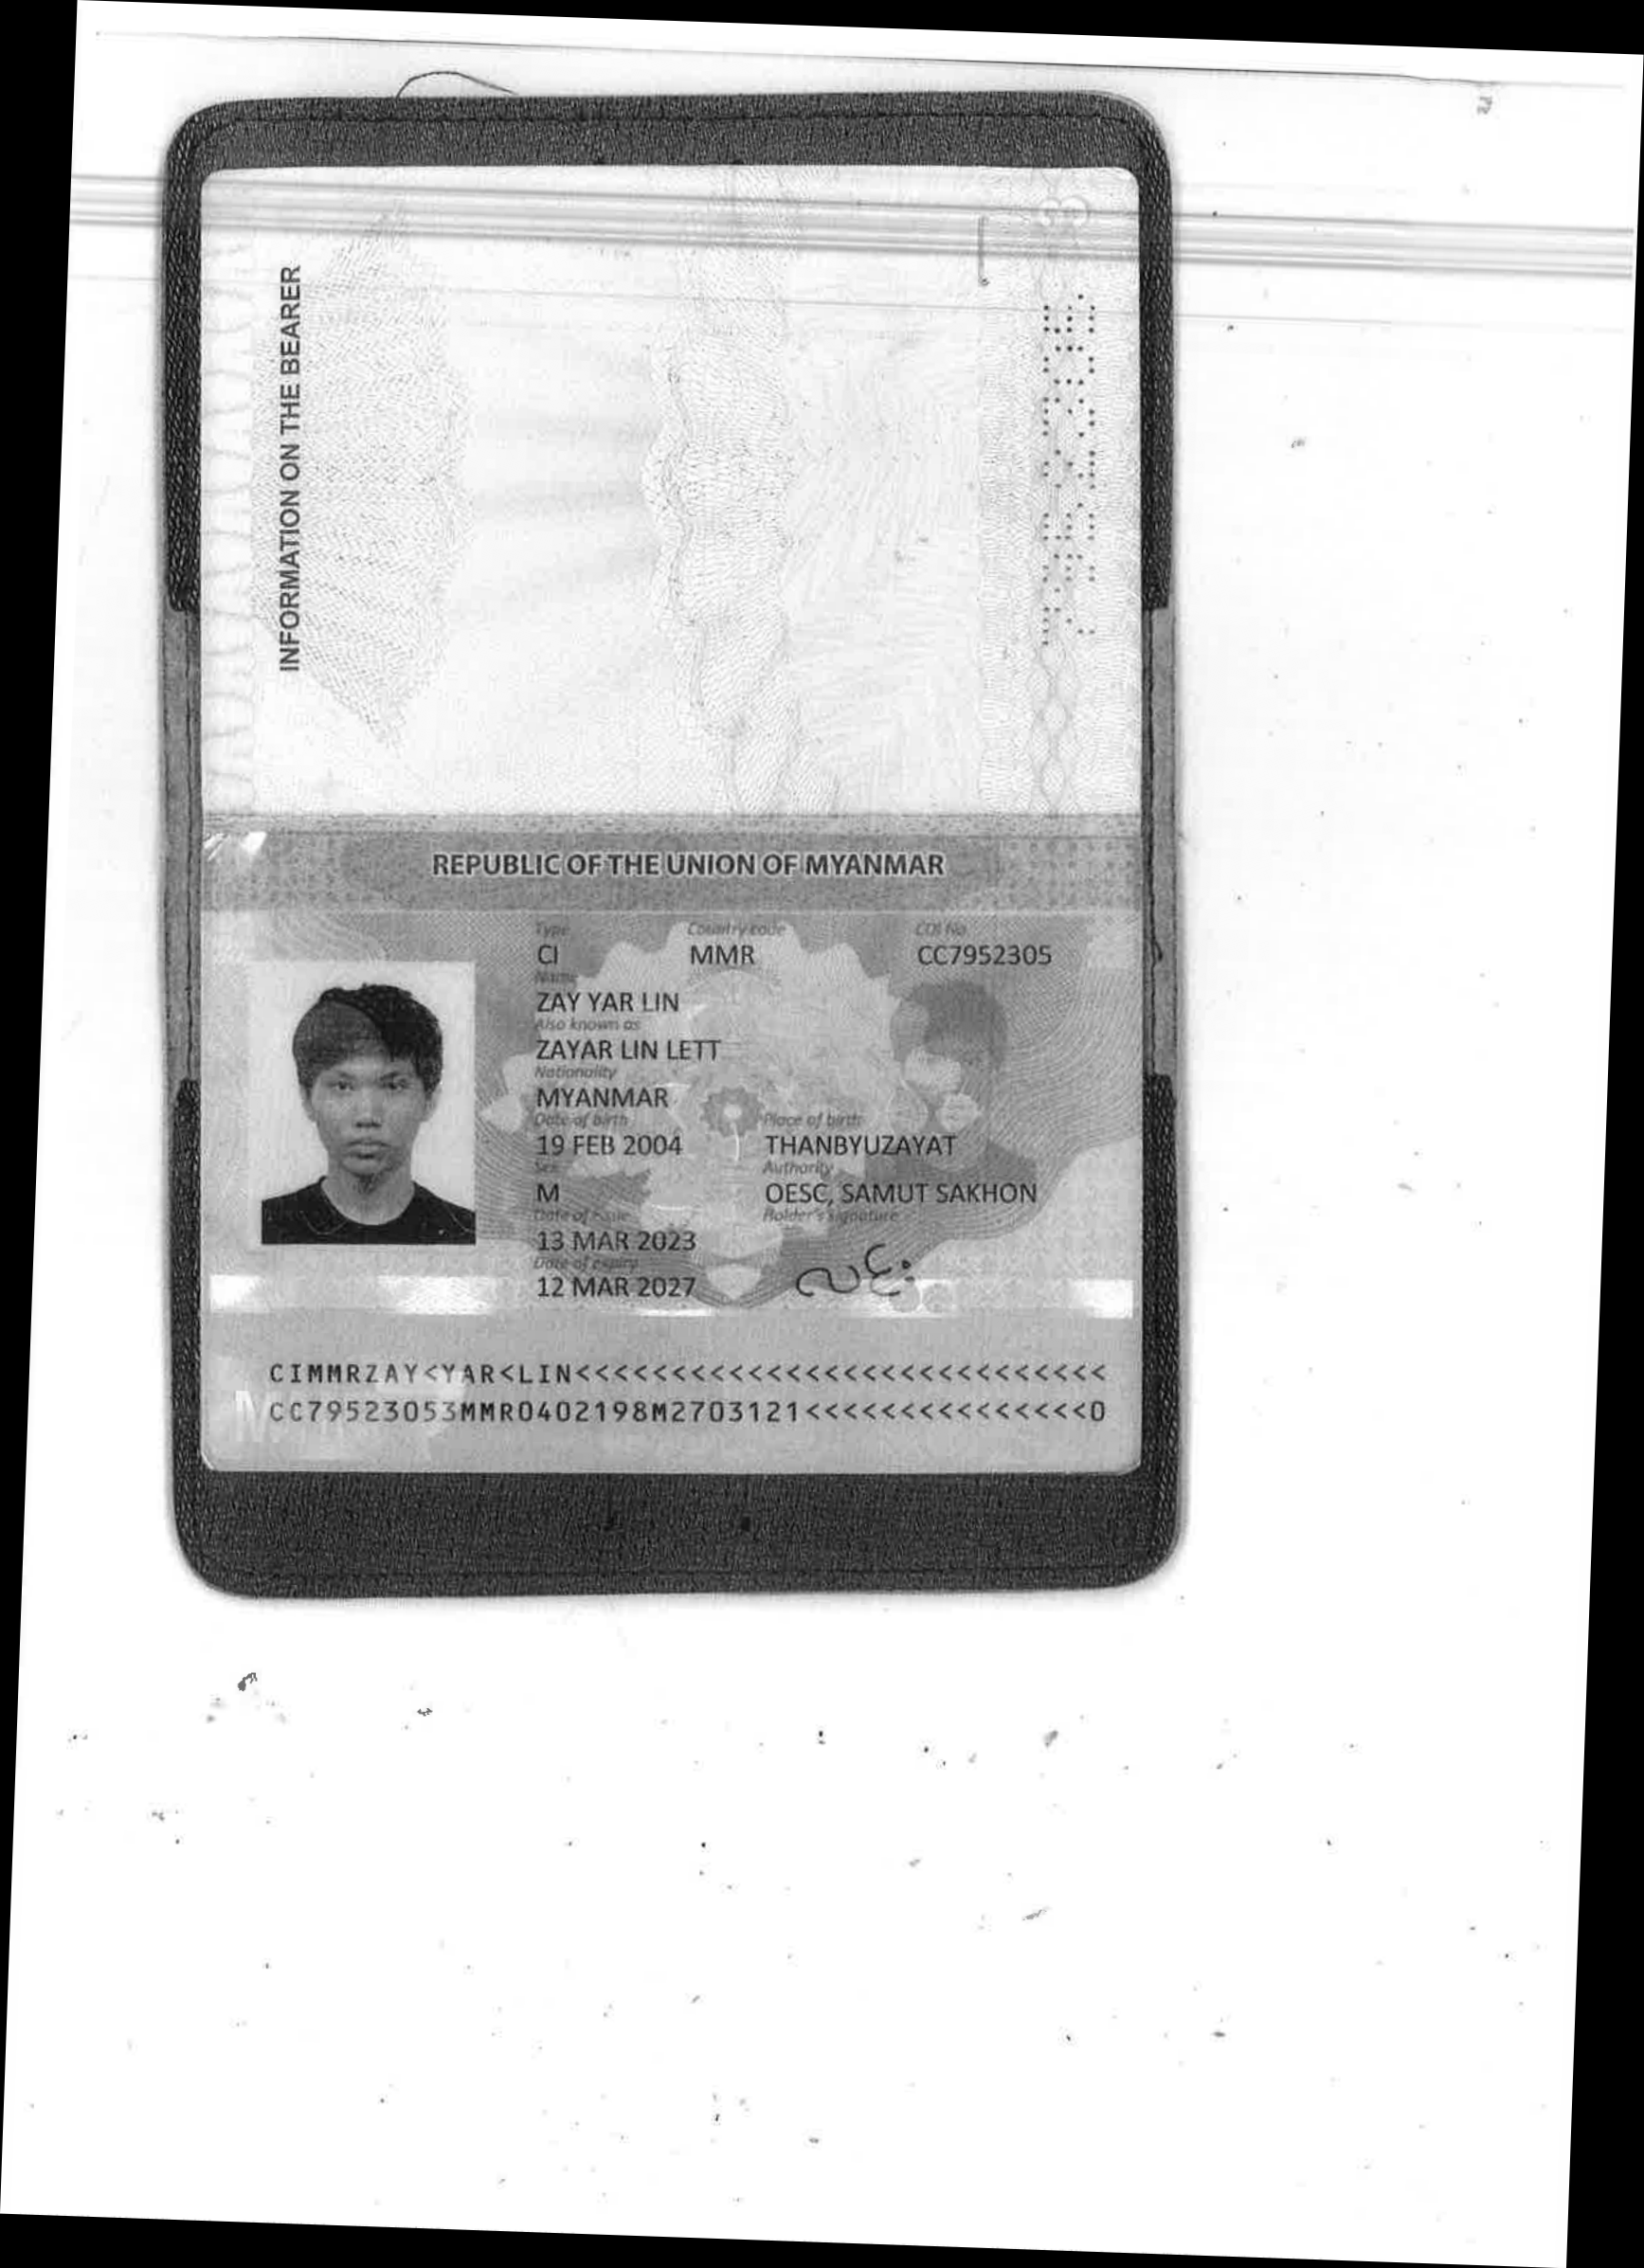 INFORMATION ON THE BEARER
REPUBLIC OF THE UNION OF MYANMAR
Type Country code COI No
CI MMR CC7952305
Name
ZAY YAR LIN
Also known as
ZAYAR LIN LETT
Nationality
MYANMAR
Date of birth Place of birth
19 FEB 2004 THANBYUZAYAT
Sex Authority
M OESC, SAMUT SAKHON
Date of issue Holder's signature
13 MAR 2023
Date of expiry
12 MAR 2027
လင်း
CIMMRZAY<YAR<LIN<<<<<<<<<<<<<<<<<<<<<<<<<<<<
CC79523053MMR0402198M2703121<<<<<<<<<<<<<<<0